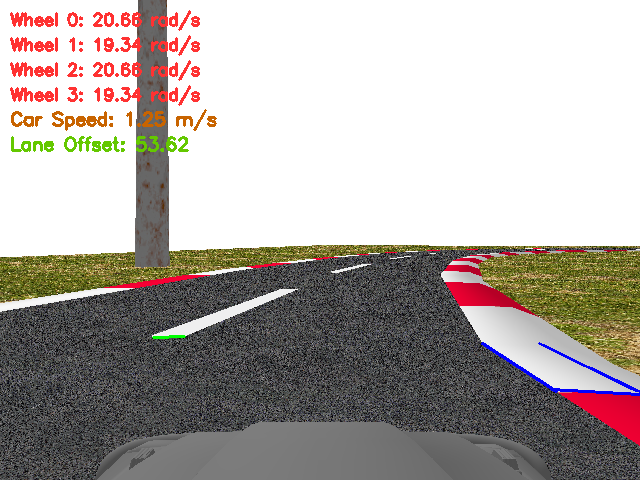 Wheel 0: 20.66 rad/s
Wheel 1: 19.34 rad/s
Wheel 2: 20.66 rad/s
Wheel 3: 19.34 rad/s
Car Speed: 1.25 m/s
Lane Offset: 53.62